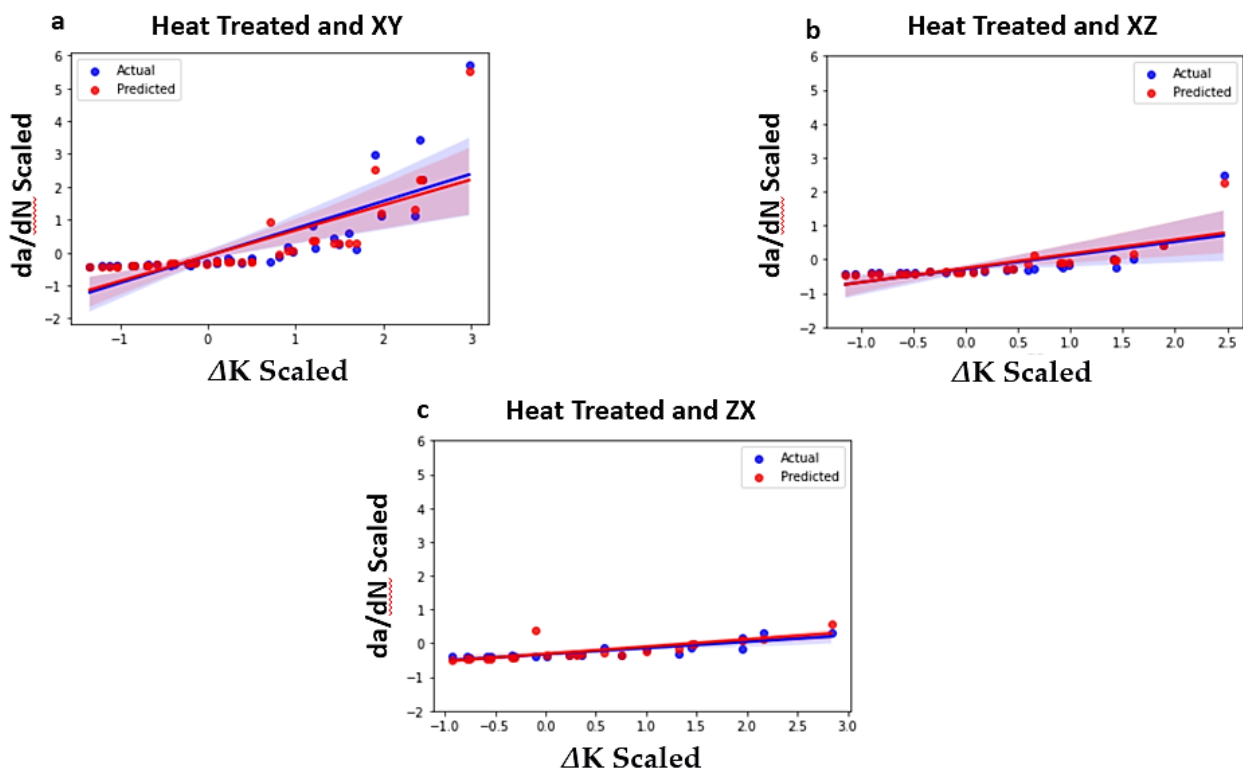 a
Heat Treated and XY
6
5
4
3
2
1
0
−1
−2
da/dN Scaled
Actual
Predicted
−1
0
1
2
3
ΔK Scaled
b
Heat Treated and XZ
6
5
4
3
2
1
0
−1
−2
da/dN Scaled
Actual
Predicted
−1.0
−0.5
0.0
0.5
1.0
1.5
2.0
2.5
ΔK Scaled
c
Heat Treated and ZX
6
5
4
3
2
1
0
−1
−2
da/dN Scaled
Actual
Predicted
−1.0
−0.5
0.0
0.5
1.0
1.5
2.0
2.5
3.0
ΔK Scaled